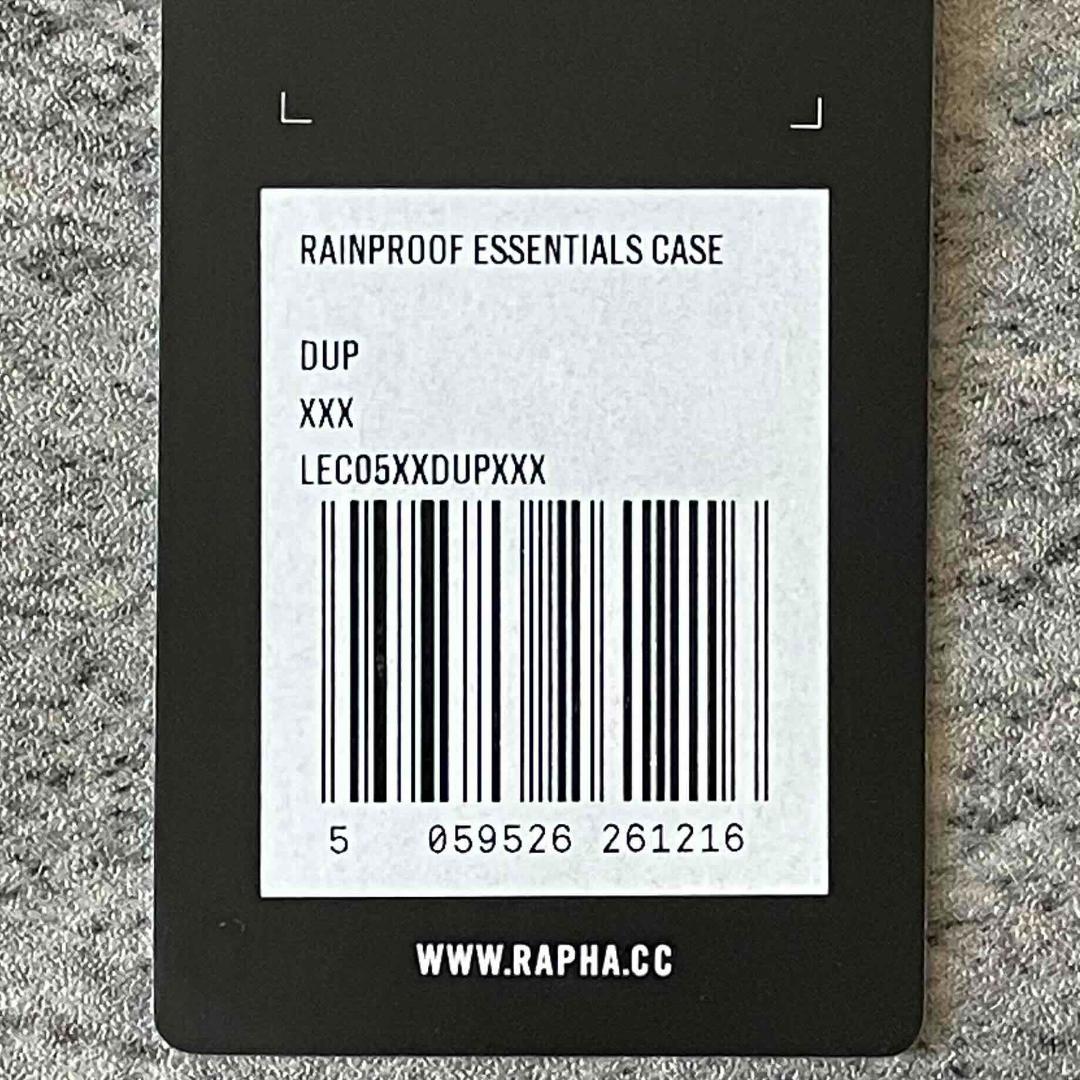 RAINPROOF ESSENTIALS CASE
DUP
XXX
LEC05XXDUPXXX
5 059526 261216
WWW.RAPHA.CC